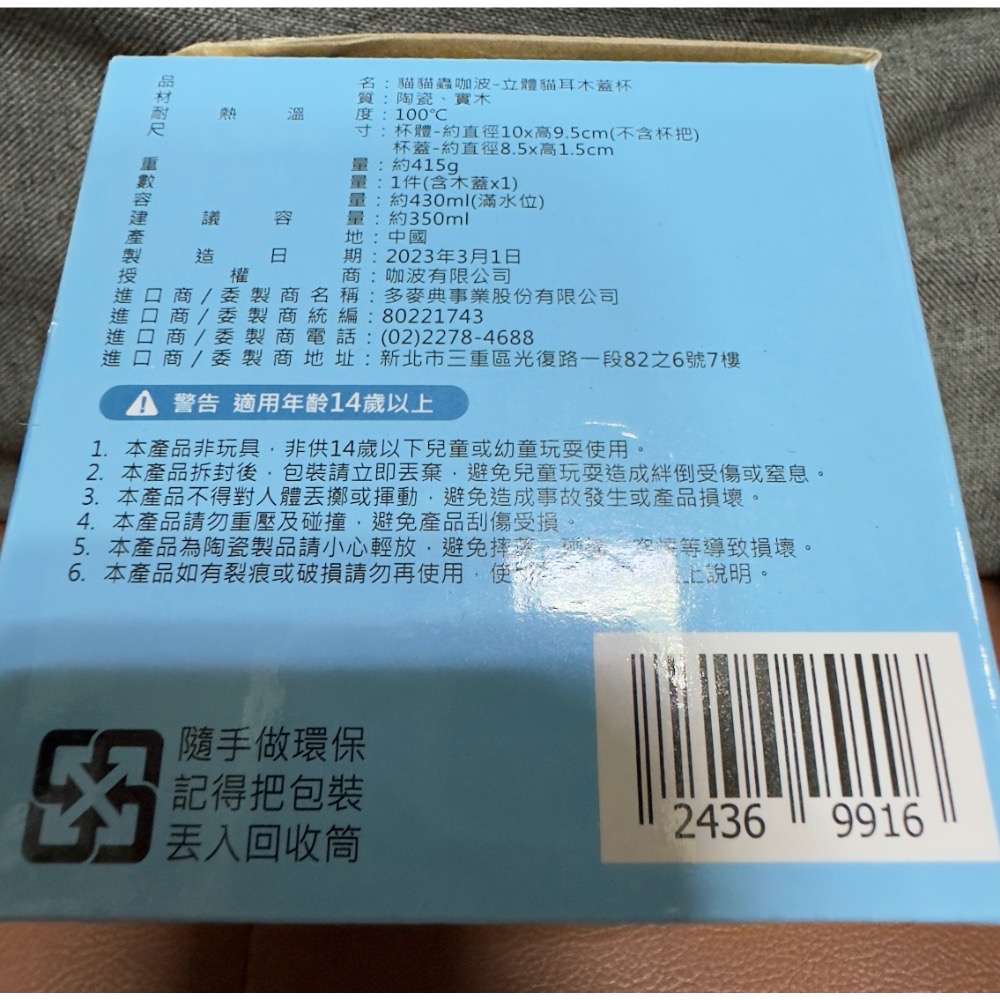 品名：貓貓蟲咖波-立體貓耳木蓋杯
材質：陶瓷、實木
耐熱溫度：100℃
尺寸：杯體-約直徑10x高9.5cm(不含杯把)
杯蓋-約直徑8.5x高1.5cm
重量：約415g
數量：1件(含木蓋x1)
容量：約430ml(滿水位)
建議容量：約350ml
產地：中國
製造日期：2023年3月1日
授權商：咖波有限公司
進口商/委製商名稱：多麥典事業股份有限公司
進口商/委製商統編：80221743
進口商/委製商電話：(02)2278-4688
進口商/委製商地址：新北市三重區光復路一段82之6號7樓
警告 適用年齡14歲以上
1. 本產品非玩具，非供14歲以下兒童或幼童玩耍使用。
2. 本產品拆封後，包裝請立即丟棄，避免兒童玩耍造成絆倒受傷或窒息。
3. 本產品不得對人體丟擲或揮動，避免造成事故發生或產品損壞。
4. 本產品請勿重壓及碰撞，避免產品刮傷受損。
5. 本產品為陶瓷製品請小心輕放，避免摔 等導致損壞。
6. 本產品如有裂痕或破損請勿再使用，使 上說明。
隨手做環保
記得把包裝
丟入回收筒
2436 9916